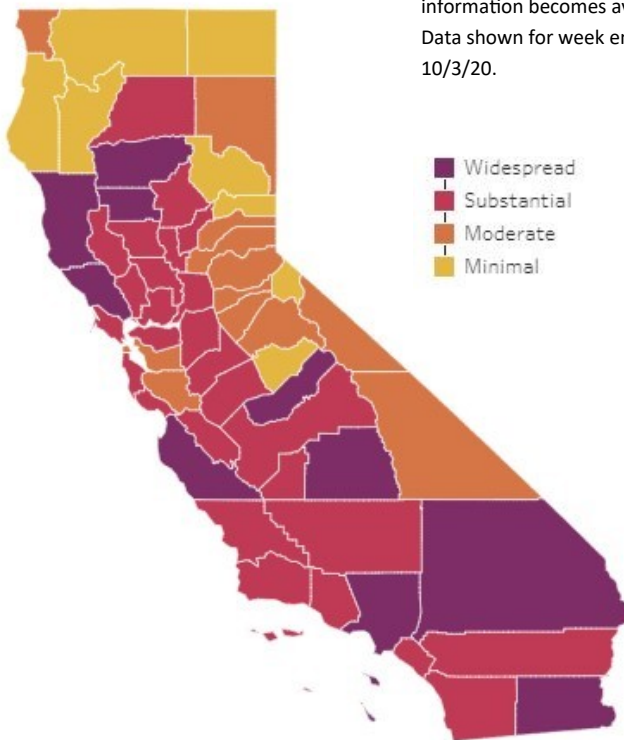 information becomes av
Data shown for week en
10/3/20.
Widespread
Substantial
Moderate
Minimal